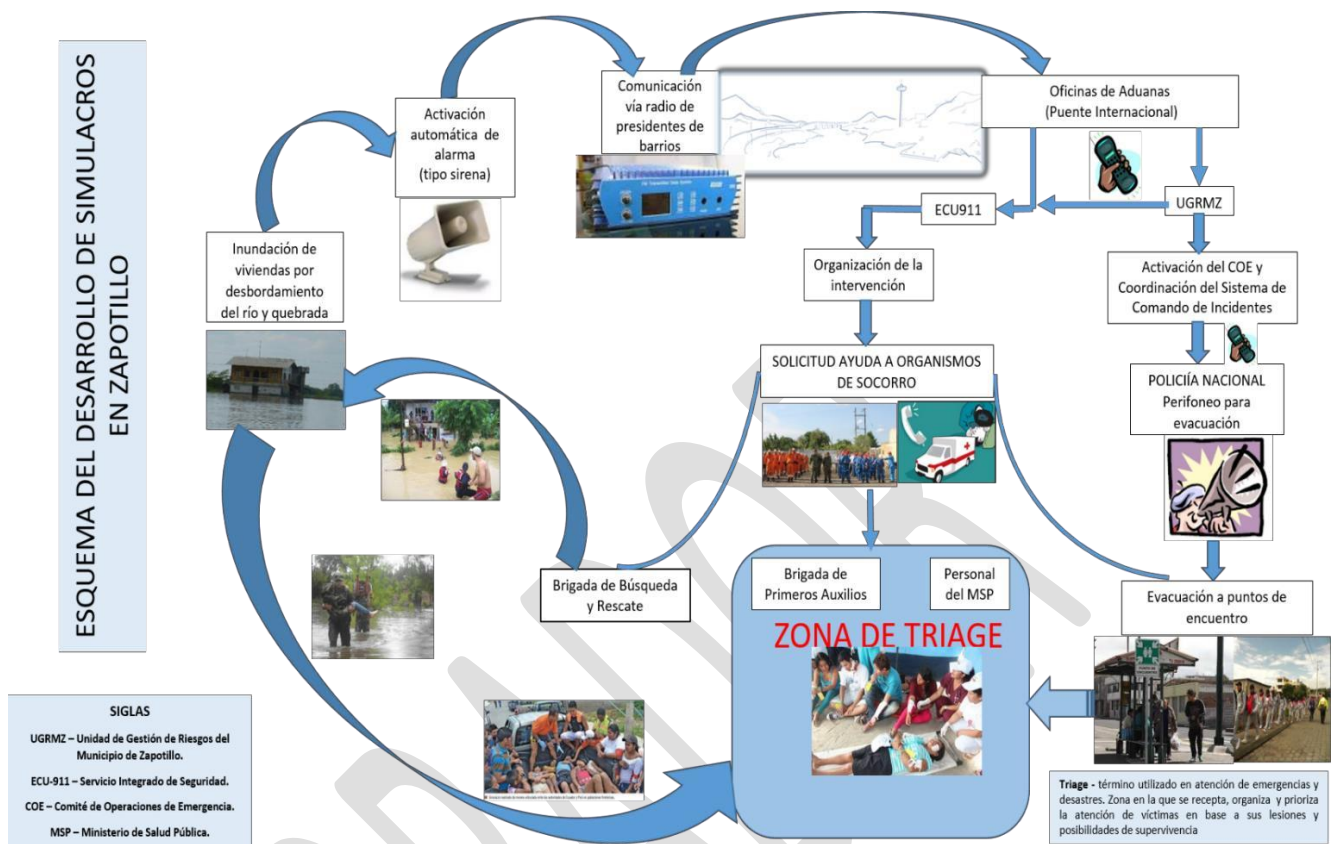 ESQUEMA DEL DESARROLLO DE SIMULACROS
EN ZAPOTILLO
Inundación de
viviendas por
desbordamiento
del río y quebrada
Activación
automática de
alarma
(tipo sirena)
Comunicación
vía radio de
presidentes de
barrios
Oficinas de Aduanas
(Puente Internacional)
ECU911
UGRMZ
Organización de la
intervención
Activación del COE y
Coordinación del Sistema de
Comando de Incidentes
SOLICITUD AYUDA A ORGANISMOS
DE SOCORRO
POLICIÍA NACIONAL
Perifoneo para
evacuación
Brigada de Búsqueda
y Rescate
Brigada de
Primeros Auxilios
Personal
del MSP
ZONA DE TRIAGE
Evacuación a puntos de
encuentro
SIGLAS
UGRMZ – Unidad de Gestión de Riesgos del
Municipio de Zapotillo.
ECU-911 – Servicio Integrado de Seguridad.
COE – Comité de Operaciones de Emergencia.
MSP – Ministerio de Salud Pública.
Triage - término utilizado en atención de emergencias y
desastres. Zona en la que se recepta, organiza y prioriza
la atención de víctimas en base a sus lesiones y
posibilidades de supervivencia